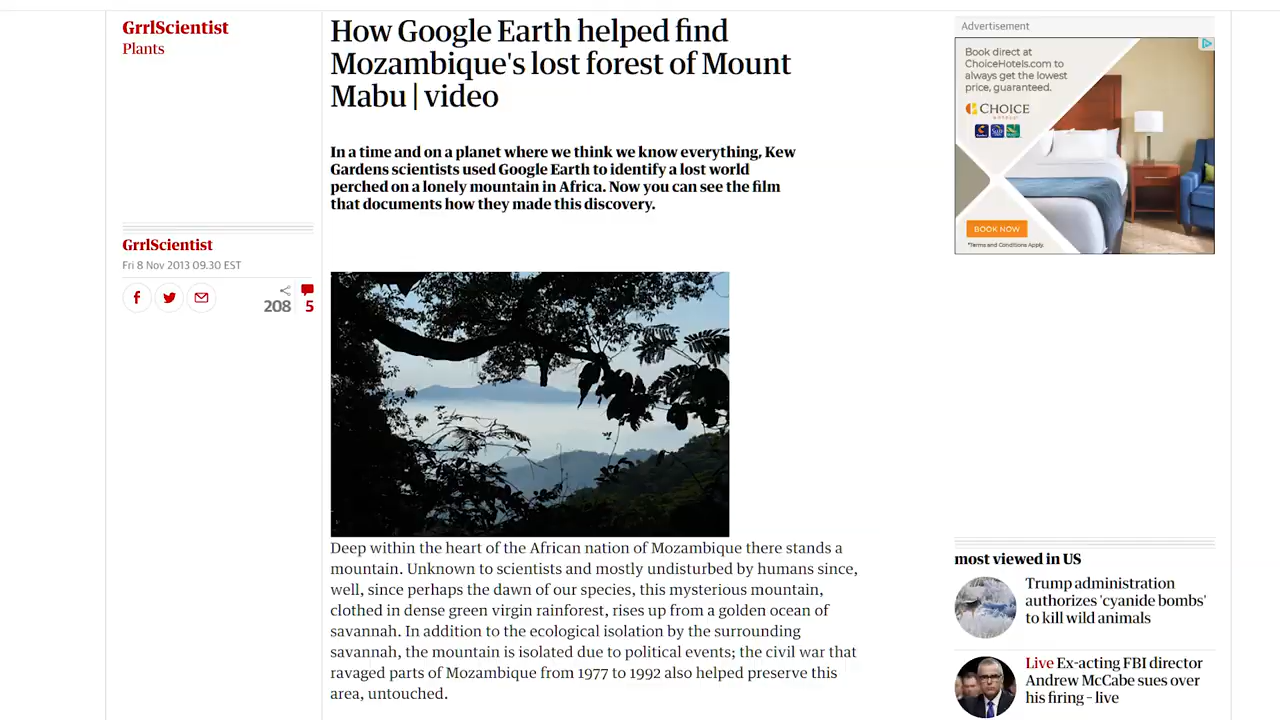 GrrlScientist
Plants
How Google Earth helped find
Mozambique's lost forest of Mount
Mabu | video
In a time and on a planet where we think we know everything, Kew
Gardens scientists used Google Earth to identify a lost world
perched on a lonely mountain in Africa. Now you can see the film
that documents how they made this discovery.
GrrlScientist
Fri 8 Nov 2013 09.30 EST
208
5
Deep within the heart of the African nation of Mozambique there stands a
mountain. Unknown to scientists and mostly undisturbed by humans since,
well, since perhaps the dawn of our species, this mysterious mountain,
clothed in dense green virgin rainforest, rises up from a golden ocean of
savannah. In addition to the ecological isolation by the surrounding
savannah, the mountain is isolated due to political events; the civil war that
ravaged parts of Mozambique from 1977 to 1992 also helped preserve this
area, untouched.
Advertisement
Book direct at
ChoiceHotels.com to
always get the lowest
price, guaranteed.
CHOICE
BOOK NOW
*Terms and Conditions Apply.
most viewed in US
Trump administration
authorizes 'cyanide bombs'
to kill wild animals
Live Ex-acting FBI director
Andrew McCabe sues over
his firing – live